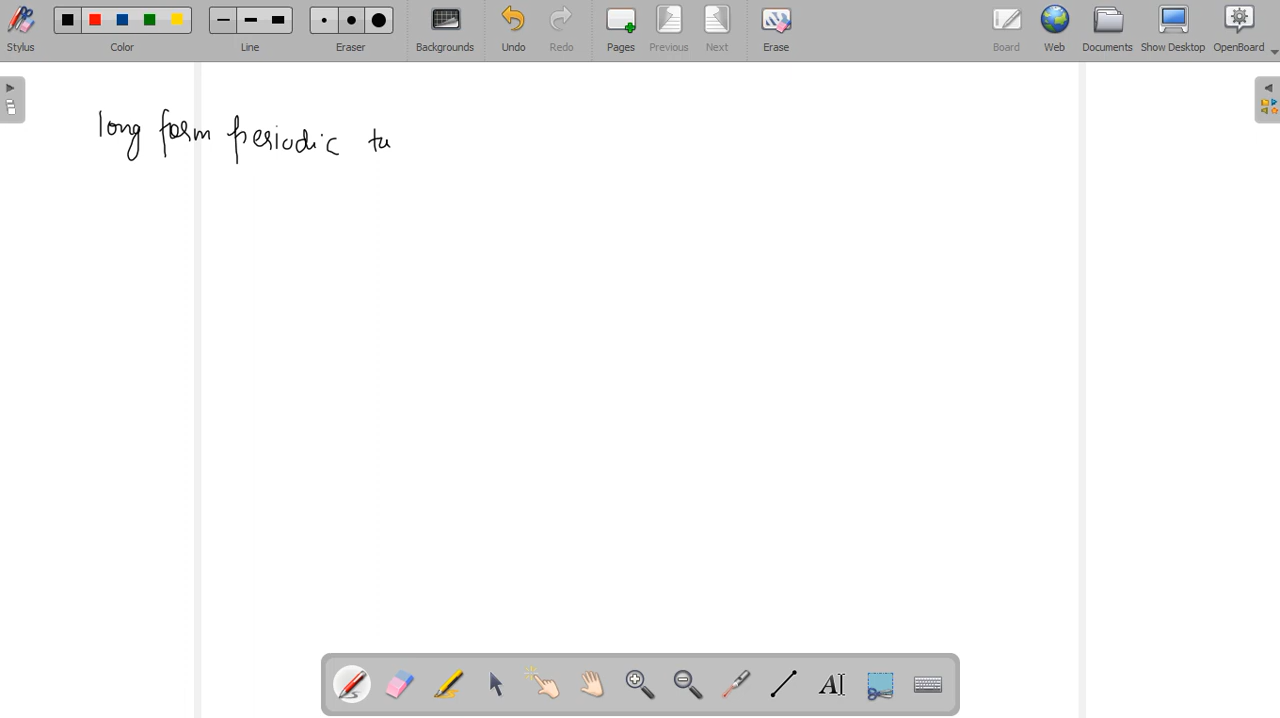 Stylus Color Line Eraser Backgrounds Undo Redo Pages Previous Next Erase Board Web Documents Show Desktop OpenBoard
long form periodic ta